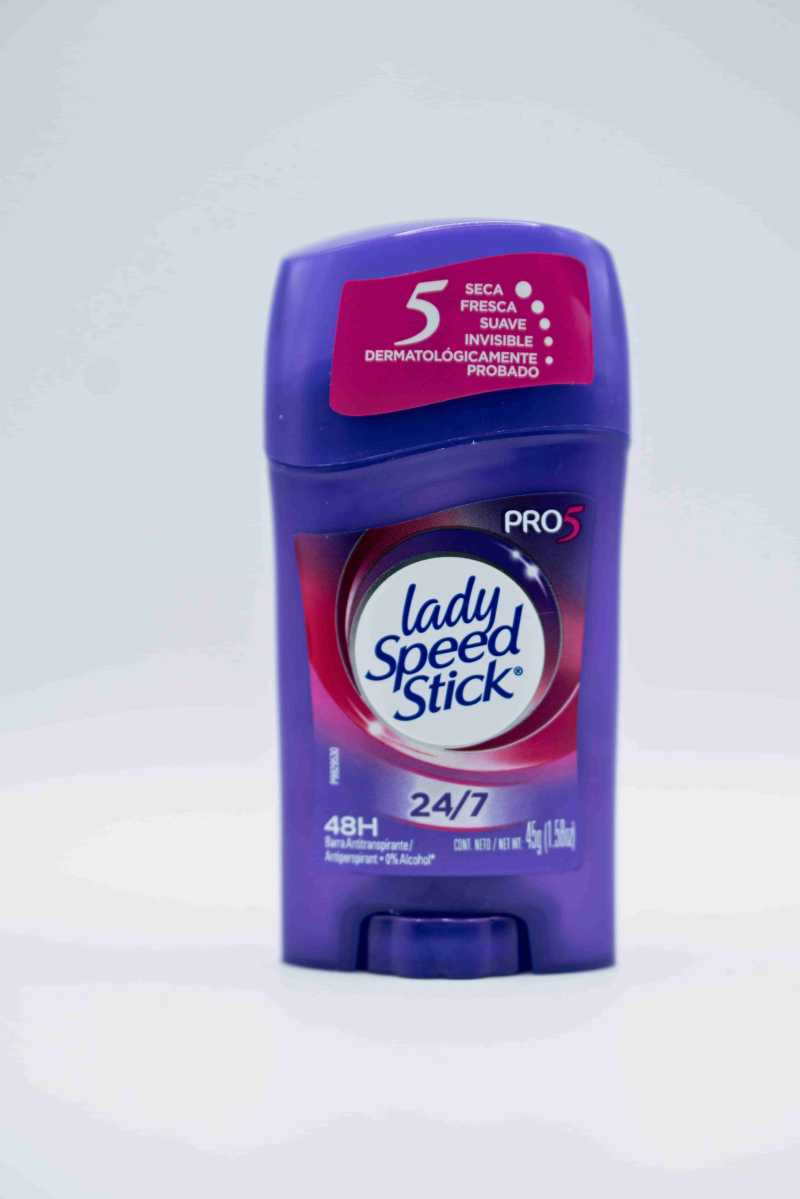 5
SECA
FRESCA
SUAVE
INVISIBLE
DERMATOLÓGICAMENTE
PROBADO
PRO5
lady
Speed
Stick®
24/7
48H
Barra Antitranspirante/
Antiperspirant • 0% Alcohol*
CONT. NETO / NET WT. 45g (1.58oz)